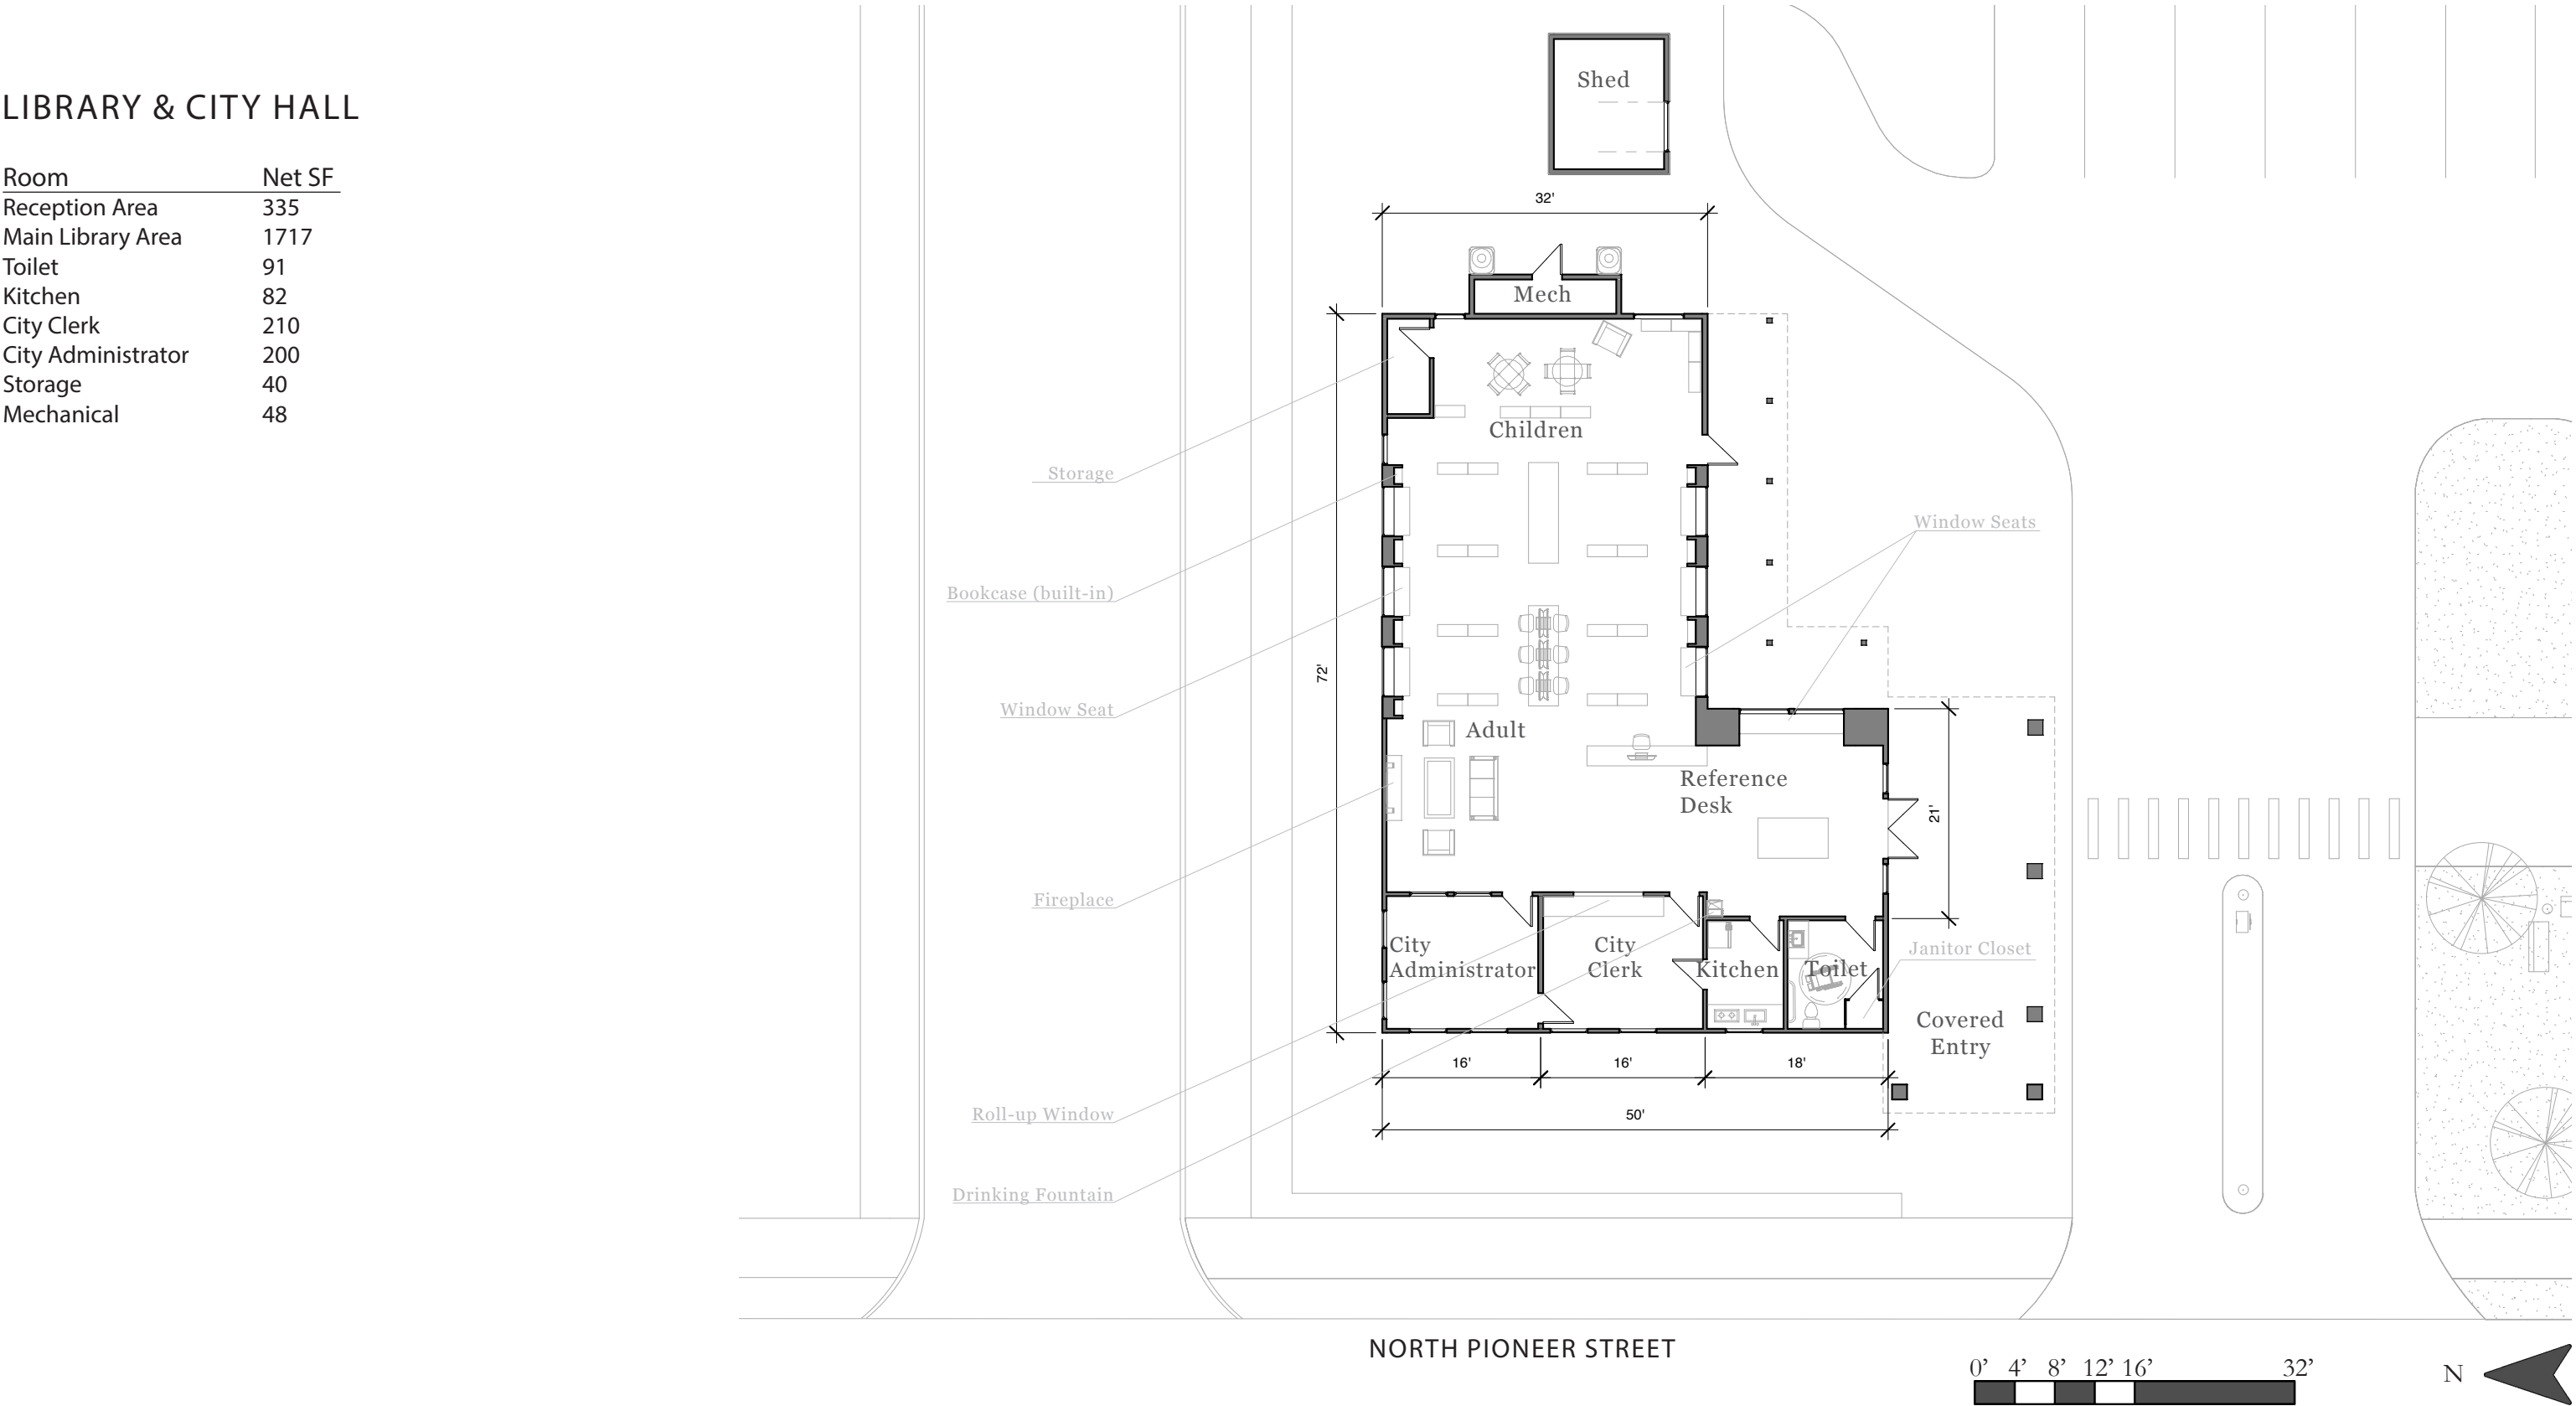 LIBRARY & CITY HALL
Room Net SF
Reception Area 335
Main Library Area 1717
Toilet 91
Kitchen 82
City Clerk 210
City Administrator 200
Storage 40
Mechanical 48
Shed
32'
Mech
Children
Storage
Window Seats
Bookcase (built-in)
72'
Window Seat
Adult
Reference
Desk
21'
Fireplace
City
Administrator
City
Clerk
Kitchen
Toilet
Janitor Closet
Covered
Entry
16'
16'
18'
Roll-up Window
50'
Drinking Fountain
NORTH PIONEER STREET
0’ 4’ 8’ 12’ 16’ 32’
N